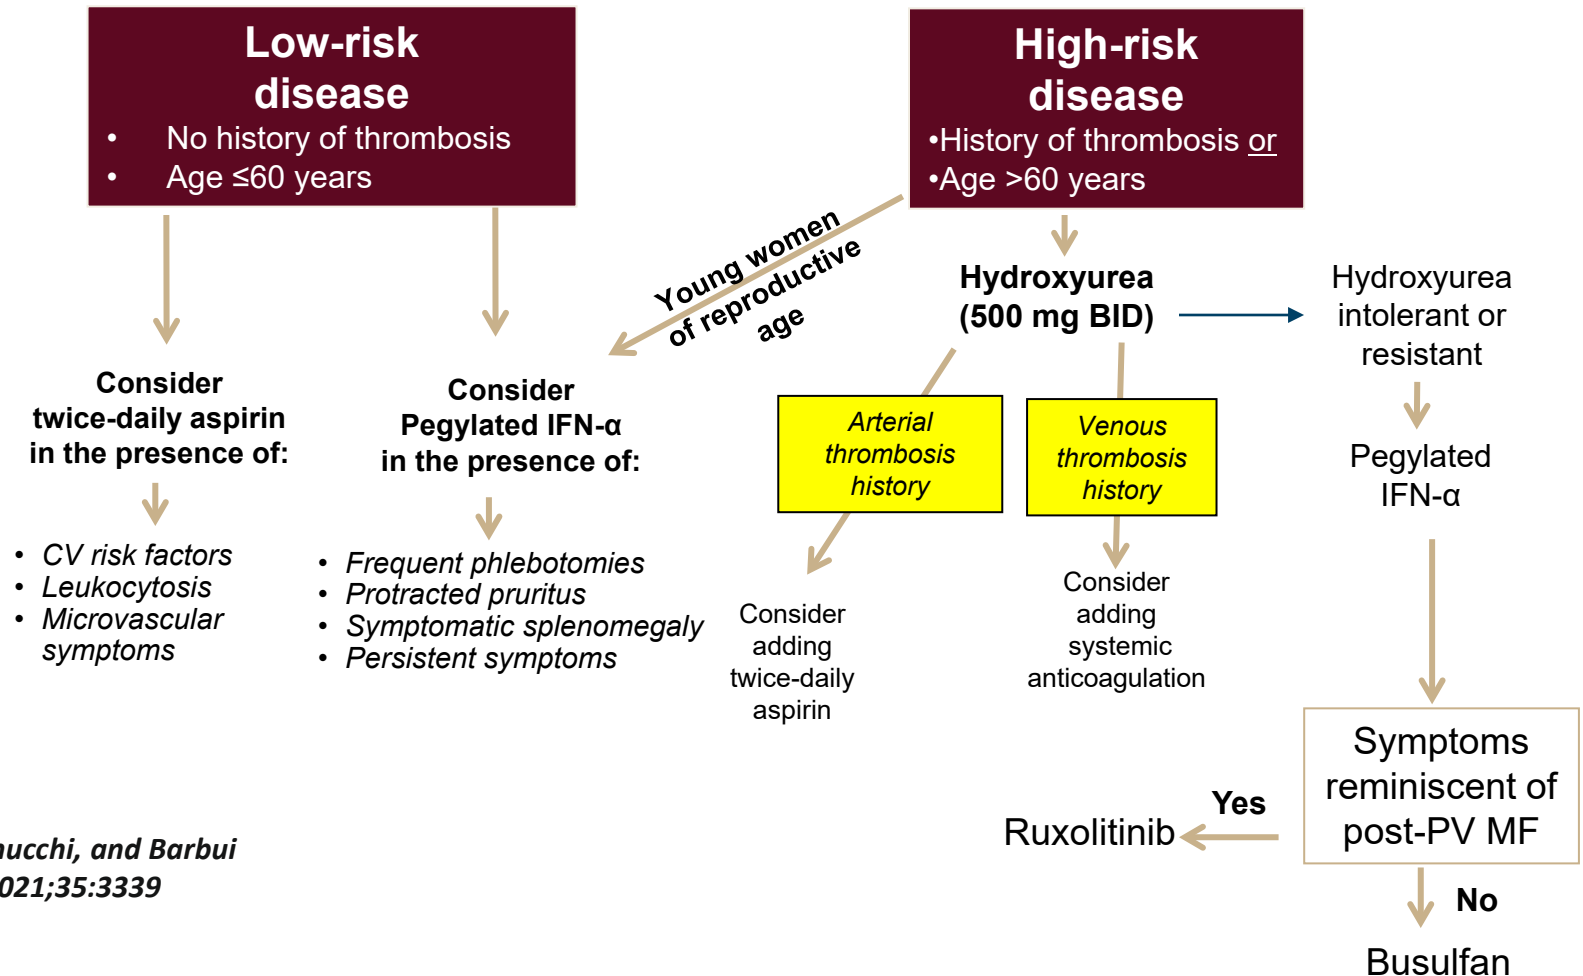 Low-risk
disease
• No history of thrombosis
• Age ≤60 years
High-risk
disease
•History of thrombosis or
•Age >60 years
Young women
of reproductive
age
Consider
twice-daily aspirin
in the presence of:
• CV risk factors
• Leukocytosis
• Microvascular
symptoms
Consider
Pegylated IFN-α
in the presence of:
• Frequent phlebotomies
• Protracted pruritus
• Symptomatic splenomegaly
• Persistent symptoms
Hydroxyurea
(500 mg BID)
Arterial
thrombosis
history
Consider
adding
twice-daily
aspirin
Venous
thrombosis
history
Consider
adding
systemic
anticoagulation
Hydroxyurea
intolerant or
resistant
Pegylated
IFN-α
Symptoms
reminiscent of
post-PV MF
Yes
Ruxolitinib
No
Busulfan
and Barbui
;35:3339